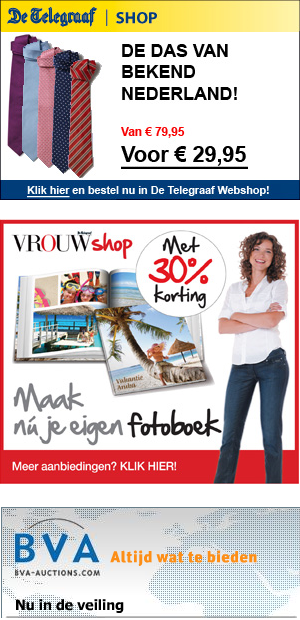 De Telegraaf | SHOP
DE DAS VAN
BEKEND
NEDERLAND!
Van € 79,95
Voor € 29,95
Klik hier en bestel nu in De Telegraaf Webshop!
VROUW shop
Met
30%
korting
Vakantie
Aruba
Maak
nú je eigen fotoboek
Meer aanbiedingen? KLIK HIER!
BVA
BVA-AUCTIONS.COM
Altijd wat te bieden
Nu in de veiling